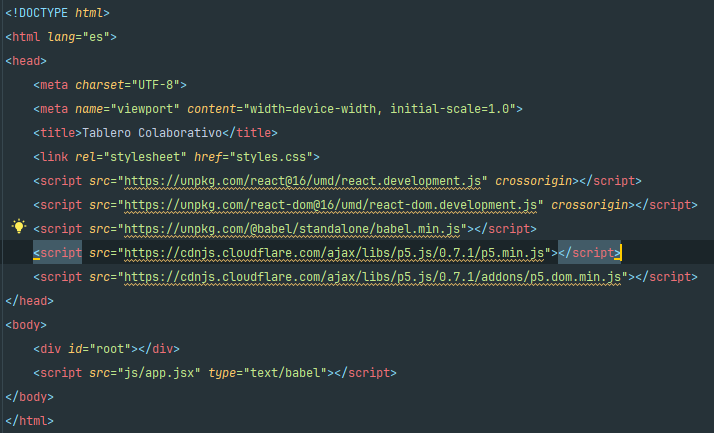 <!DOCTYPE html>
<html lang="es">
<head>
    <meta charset="UTF-8">
    <meta name="viewport" content="width=device-width, initial-scale=1.0">
    <title>Tablero Colaborativo</title>
    <link rel="stylesheet" href="styles.css">
    <script src="https://unpkg.com/react@16/umd/react.development.js" crossorigin></script>
    <script src="https://unpkg.com/react-dom@16/umd/react-dom.development.js" crossorigin></script>
    <script src="https://unpkg.com/@babel/standalone/babel.min.js"></script>
    <script src="https://cdnjs.cloudflare.com/ajax/libs/p5.js/0.7.1/p5.min.js"></script>
    <script src="https://cdnjs.cloudflare.com/ajax/libs/p5.js/0.7.1/addons/p5.dom.min.js"></script>
</head>
<body>
    <div id="root"></div>
    <script src="js/app.jsx" type="text/babel"></script>
</body>
</html>